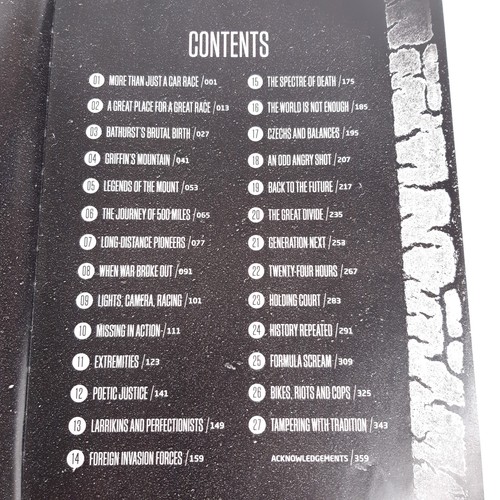 CONTENTS
01 MORE THAN JUST A CAR RACE /001
02 A GREAT PLACE FOR A GREAT RACE /013
03 BATHURST'S BRUTAL BIRTH /027
04 GRIFFIN'S MOUNTAIN /041
05 LEGENDS OF THE MOUNT /053
06 THE JOURNEY OF 500 MILES /065
07 LONG-DISTANCE PIONEERS /077
08 WHEN WAR BROKE OUT /091
09 LIGHTS, CAMERA, RACING /101
10 MISSING IN ACTION /111
11 EXTREMITIES /123
12 POETIC JUSTICE /141
13 LARRIKINS AND PERFECTIONISTS /149
14 FOREIGN INVASION FORCES /159
15 THE SPECTRE OF DEATH /175
16 THE WORLD IS NOT ENOUGH /185
17 CZECHS AND BALANCES /195
18 AN ODD ANGRY SHOT /207
19 BACK TO THE FUTURE /217
20 THE GREAT DIVIDE /235
21 GENERATION NEXT /253
22 TWENTY-FOUR HOURS /267
23 HOLDING COURT /283
24 HISTORY REPEATED /291
25 FORMULA SCREAM /309
26 BIKES, RIOTS AND COPS /325
27 TAMPERING WITH TRADITION /343
ACKNOWLEDGEMENTS /359